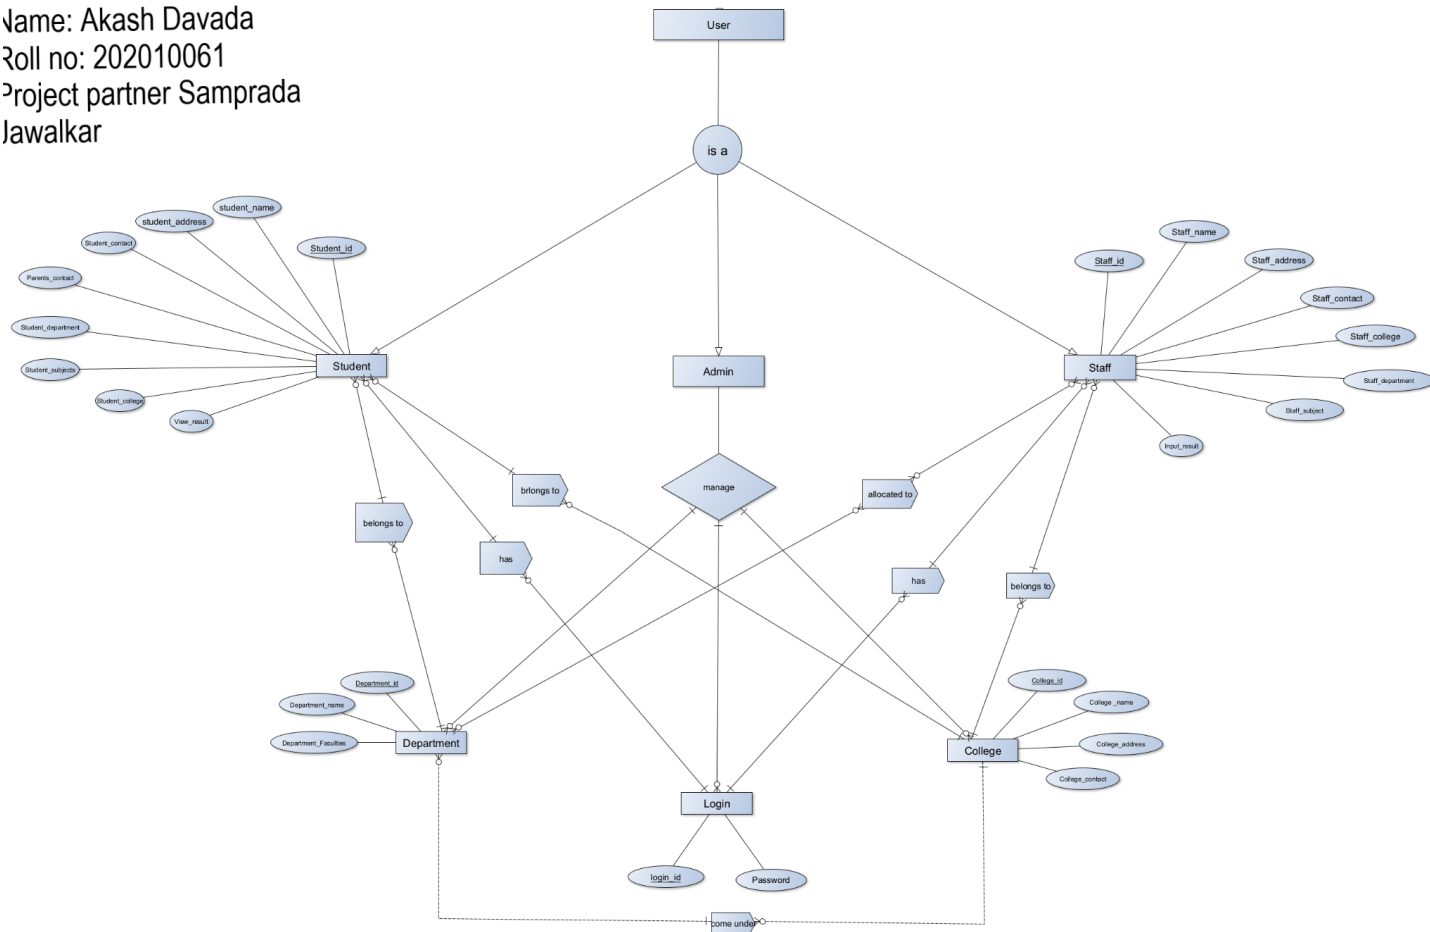 Name: Akash Davada
Roll no: 202010061
Project partner Samprada
Jawalkar
User
is a
student_name
student_address
Student_contact
Student_id
Parents_contact
Student_department
Student_subjects
Student_college
View_result
Student
Admin
Staff_name
Staff_id
Staff_address
Staff_contact
Staff_college
Staff_department
Staff_subject
Input_result
Staff
brlongs to
manage
allocated to
belongs to
has
has
belongs to
Department_id
Department_name
Department_Faculties
Department
College_id
College _name
College_address
College_contact
College
Login
login_id
Password
come under